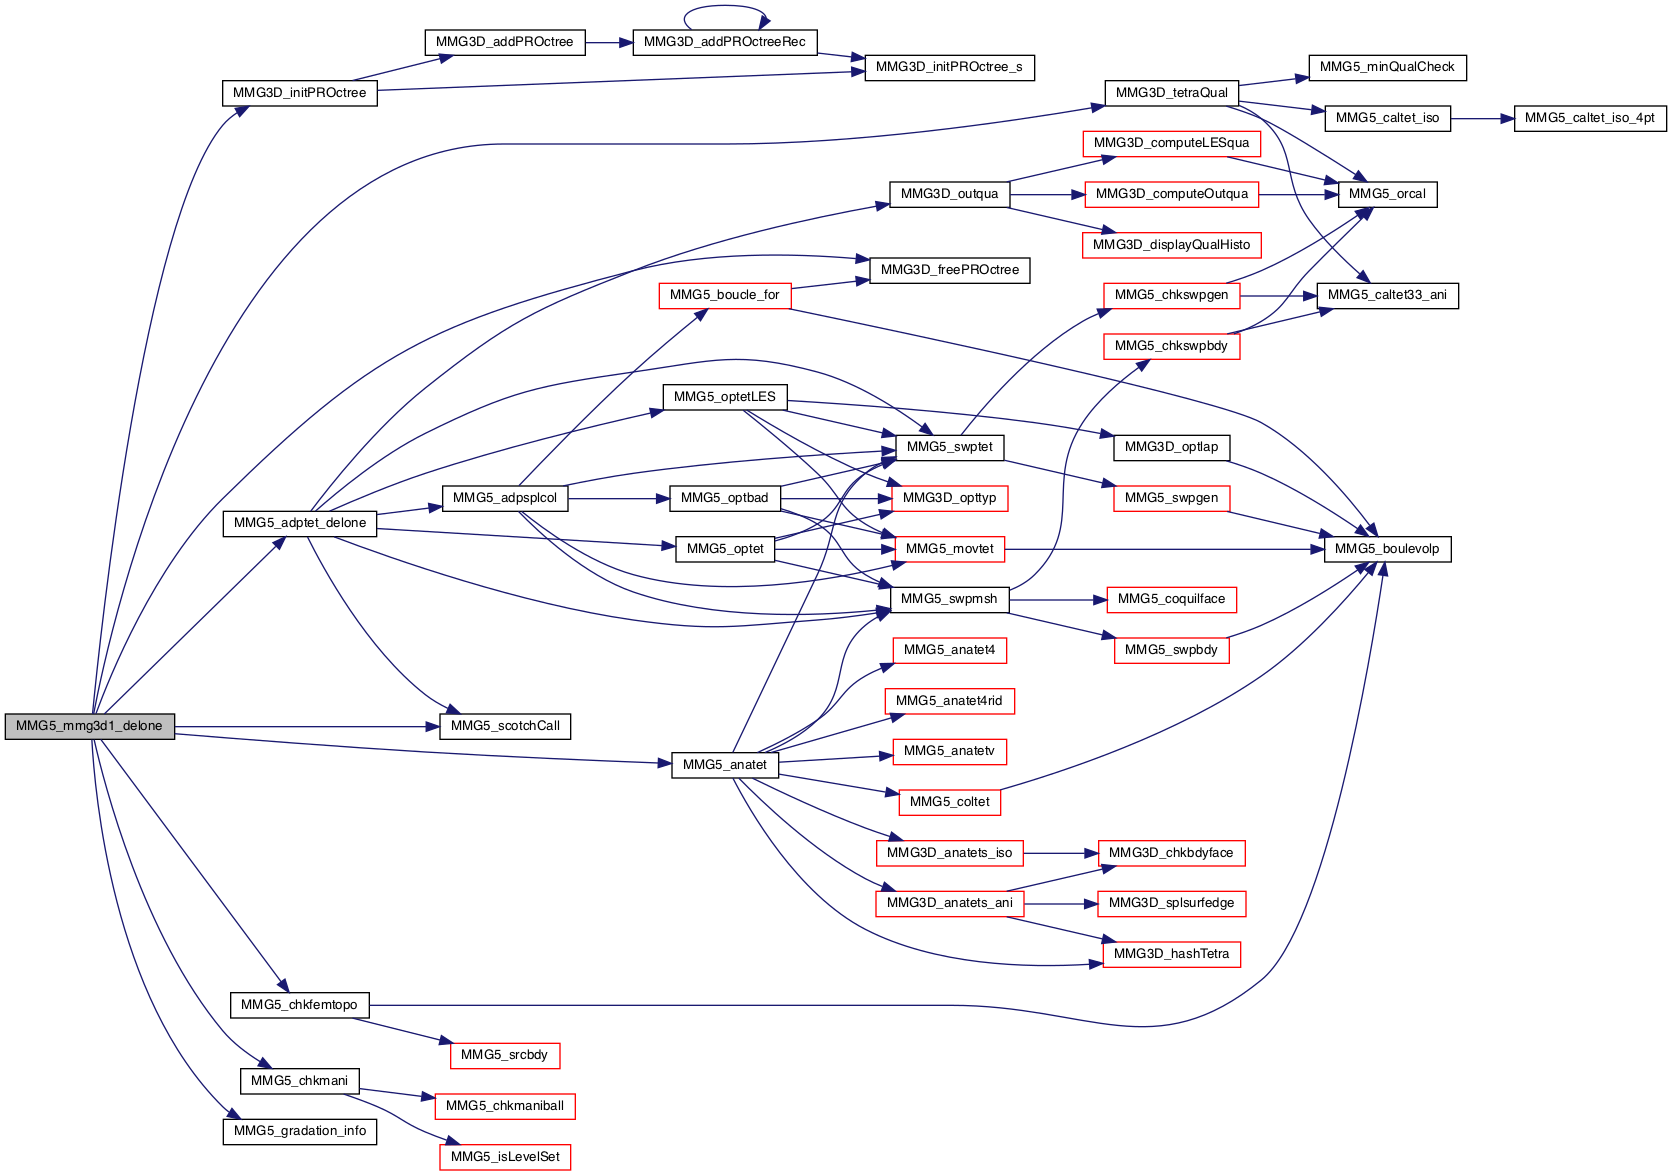 MMG3D_addPROctree
MMG3D_addPROctreeRec
MMG3D_initPROctree_s
MMG5_minQualCheck
MMG3D_initPROctree
MMG3D_tetraQual
MMG5_caltet_iso
MMG5_caltet_iso_4pt
MMG3D_computeLESqua
MMG3D_outqua
MMG3D_computeOutqua
MMG5_orcal
MMG3D_displayQualHisto
MMG3D_freePROctree
MMG5_boucle_for
MMG5_chkswpgen
MMG5_caltet33_ani
MMG5_chkswpbdy
MMG5_optetLES
MMG5_swptet
MMG3D_optlap
MMG5_adpsplcol
MMG5_optbad
MMG3D_opttyp
MMG5_swpgen
MMG5_adptet_delone
MMG5_optet
MMG5_movtet
MMG5_boulevolp
MMG5_swpmsh
MMG5_coquilface
MMG5_anatet4
MMG5_swpbdy
MMG5_anatet4rid
MMG5_mmg3d1_delone
MMG5_scotchCall
MMG5_anatetv
MMG5_anatet
MMG5_coltet
MMG3D_anatets_iso
MMG3D_chkbdyface
MMG3D_anatets_ani
MMG3D_splsurfedge
MMG3D_hashTetra
MMG5_chkfemtopo
MMG5_srcbdy
MMG5_chkmani
MMG5_chkmaniball
MMG5_gradation_info
MMG5_isLevelSet